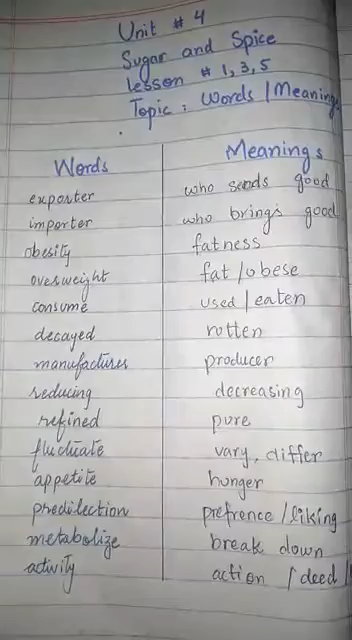 Unit # 4
Sugar and Spice
lesson # 1, 3, 5
Topic : Words / Meaning
Words Meanings
exporter who sends good
importer who brings good
obesity fatness
overweight fat / obese
consume used / eaten
decayed rotten
manufactures producer
reducing decreasing
refined pure
fluctuate vary, differ
appetite hunger
predilection prefrence / liking
metabolize break down
activity action / deed /